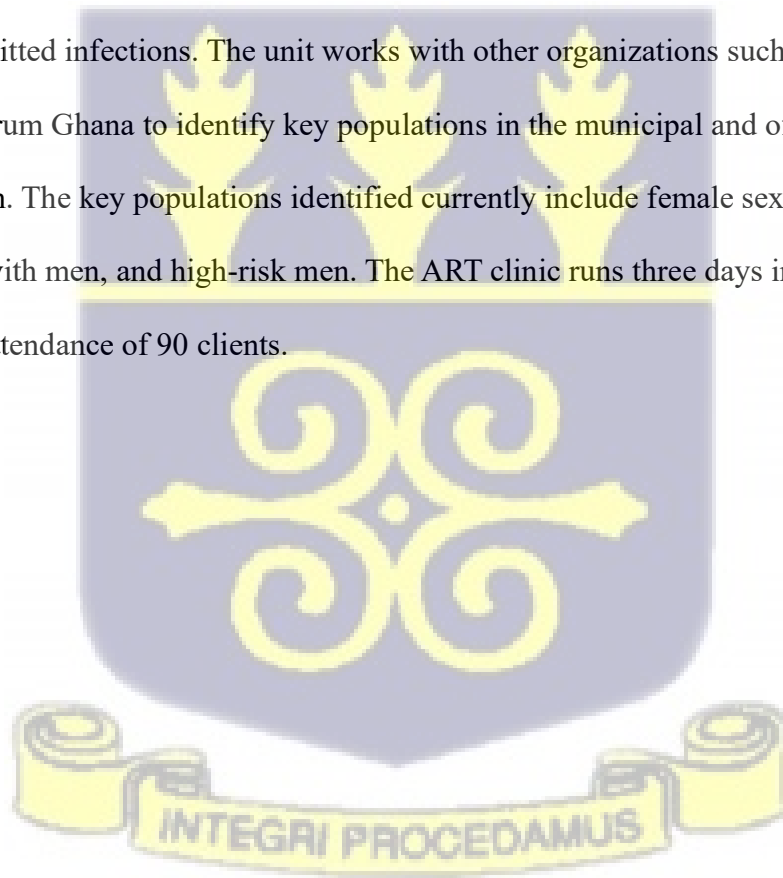 itted infections. The unit works with other organizations such
rum Ghana to identify key populations in the municipal and o
. The key populations identified currently include female sex
with men, and high-risk men. The ART clinic runs three days i
ttendance of 90 clients.
INTEGRI PROCEDAMUS